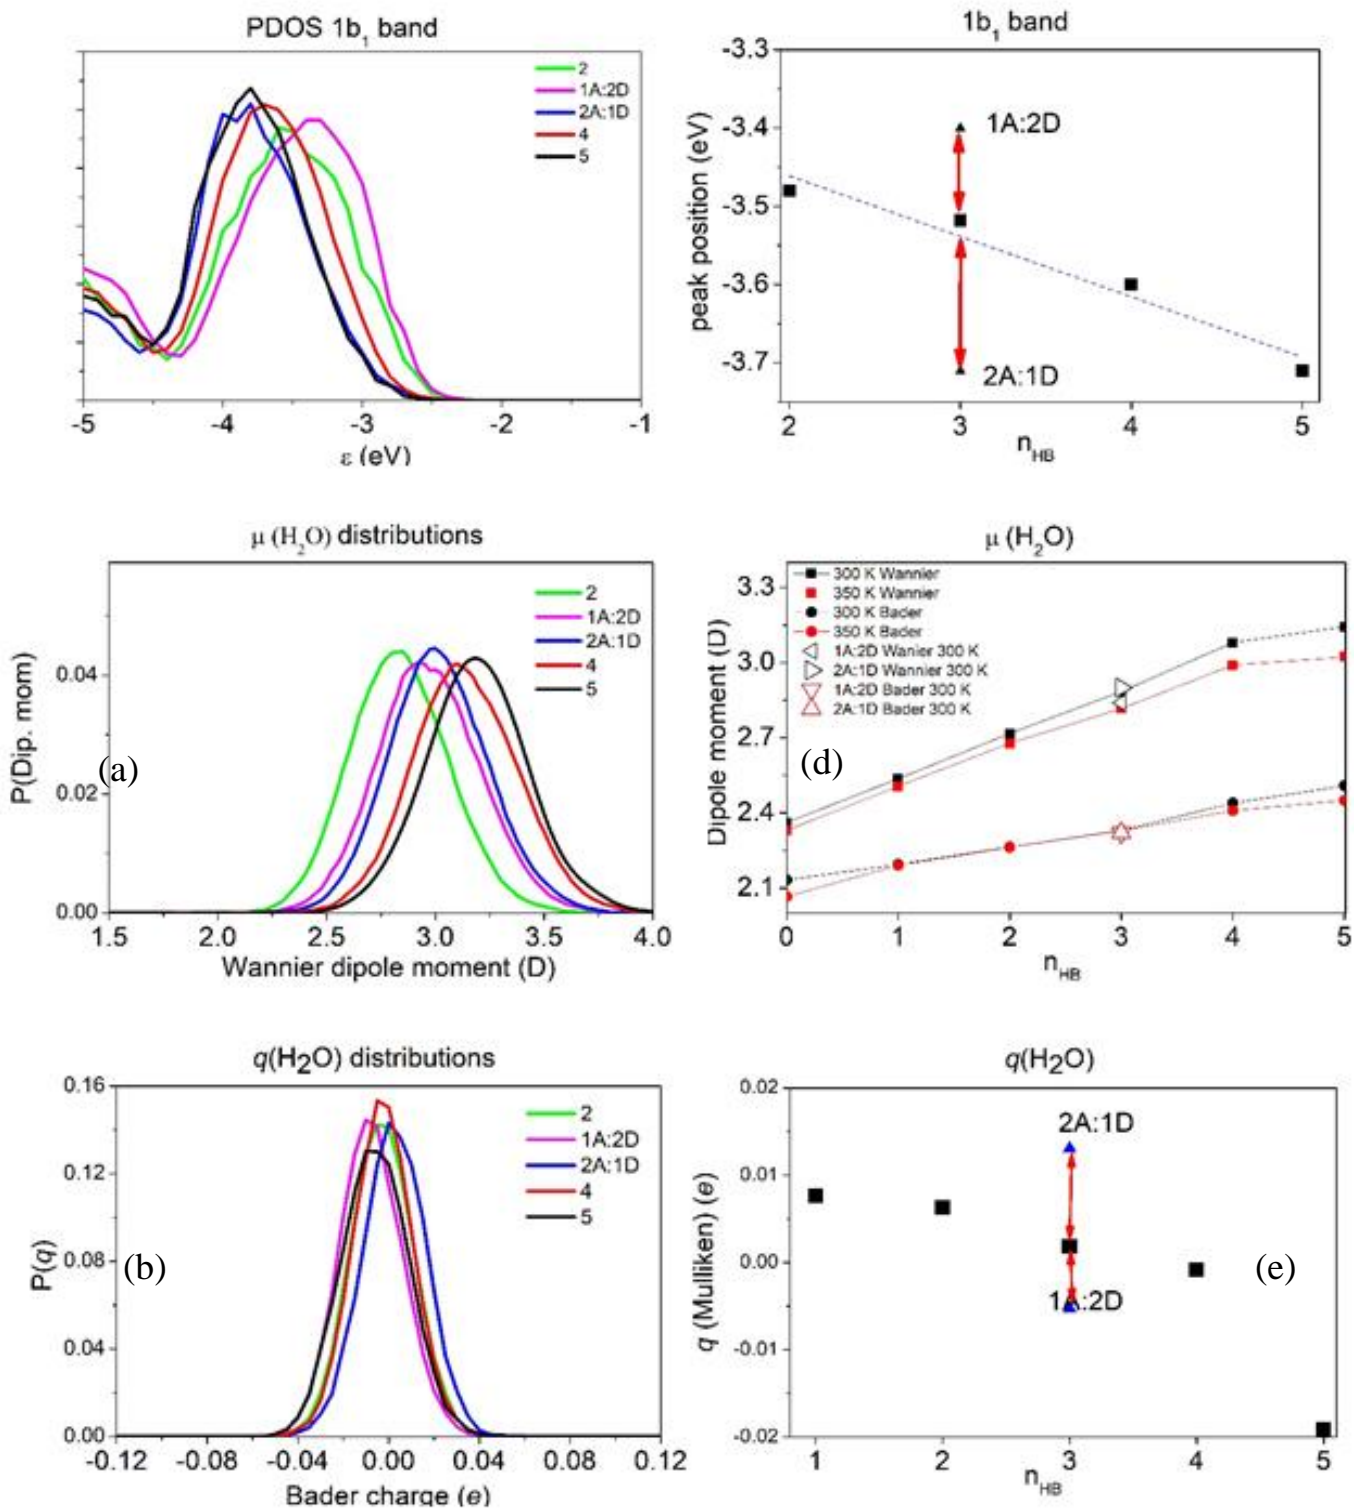 PDOS 1b₁ band
2
1A:2D
2A:1D
4
5
-5 -4 -3 -2 -1
ε (eV)
1b₁ band
peak position (eV)
-3.3
-3.4
-3.5
-3.6
-3.7
1A:2D
2A:1D
2 3 4 5
n_HB
μ (H₂O) distributions
P(Dip. mom)
0.04
0.02
0.00
(a)
2
1A:2D
2A:1D
4
5
1.5 2.0 2.5 3.0 3.5 4.0
Wannier dipole moment (D)
μ (H₂O)
Dipole moment (D)
3.3
3.0
2.7
2.4
2.1
300 K Wannier
350 K Wannier
300 K Bader
350 K Bader
1A:2D Wanier 300 K
2A:1D Wannier 300 K
1A:2D Bader 300 K
2A:1D Bader 300 K
(d)
0 1 2 3 4 5
n_HB
q(H₂O) distributions
P(q)
0.16
0.12
0.08
0.04
0.00
(b)
2
1A:2D
2A:1D
4
5
-0.12 -0.08 -0.04 0.00 0.04 0.08 0.12
Bader charge (e)
q(H₂O)
q (Mulliken) (e)
0.02
0.01
0.00
-0.01
-0.02
2A:1D
1A:2D
(e)
1 2 3 4 5
n_HB